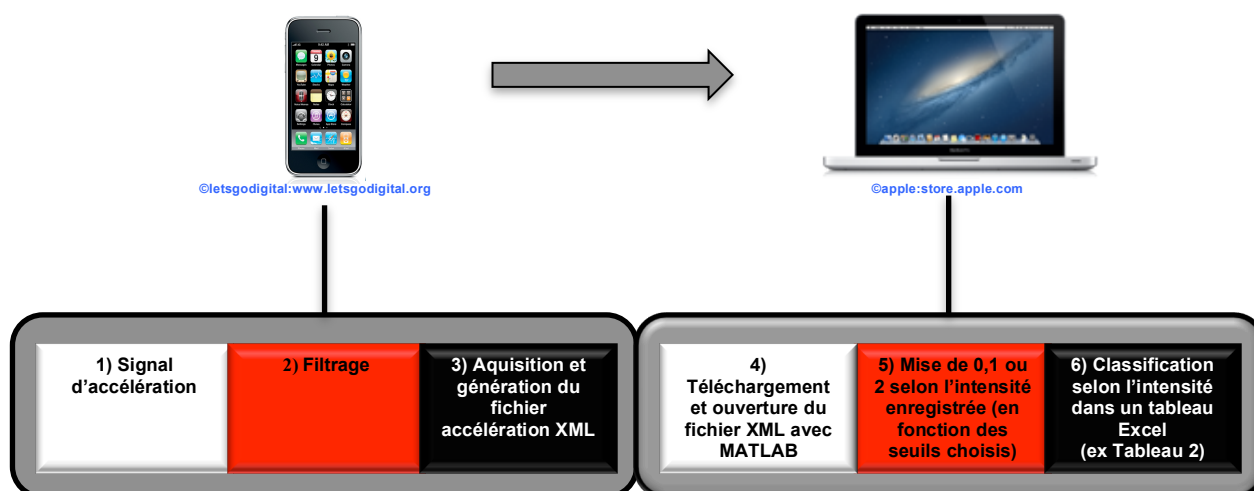 ©letsgodigital:www.letsgodigital.org
©apple:store.apple.com
1) Signal
d’accélération
2) Filtrage
3) Aquisition et
génération du
fichier
accélération XML
4)
Téléchargement
et ouverture du
fichier XML avec
MATLAB
5) Mise de 0,1 ou
2 selon l’intensité
enregistrée (en
fonction des
seuils choisis)
6) Classification
selon l’intensité
dans un tableau
Excel
(ex Tableau 2)